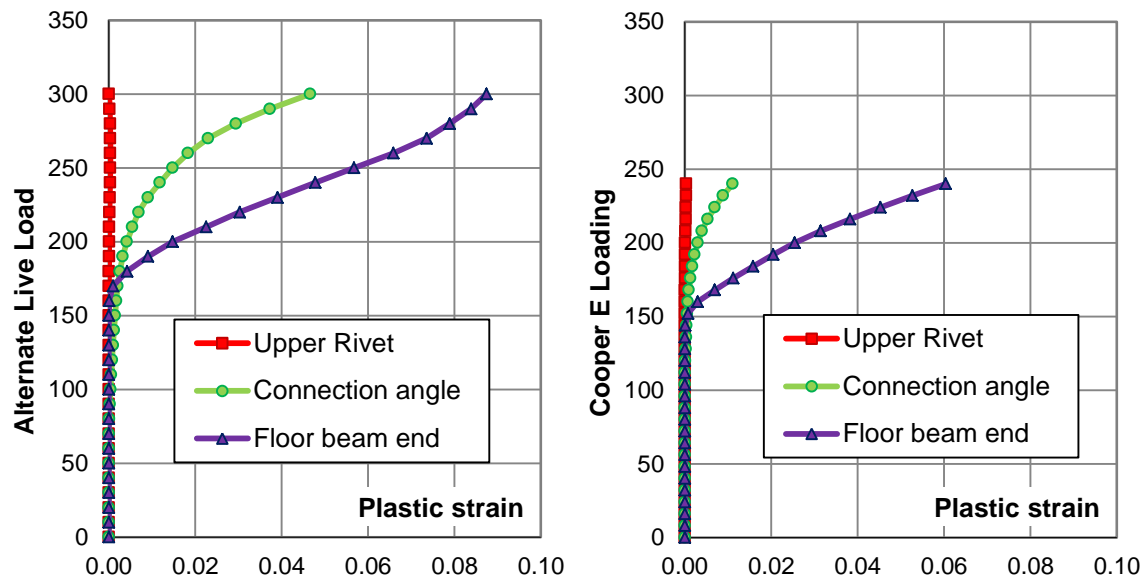 350
300
250
200
150
100
50
0
Alternate Live Load
Upper Rivet
Connection angle
Floor beam end
Plastic strain
0.00 0.02 0.04 0.06 0.08 0.10
350
300
250
200
150
100
50
0
Cooper E Loading
Upper Rivet
Connection angle
Floor beam end
Plastic strain
0.00 0.02 0.04 0.06 0.08 0.10